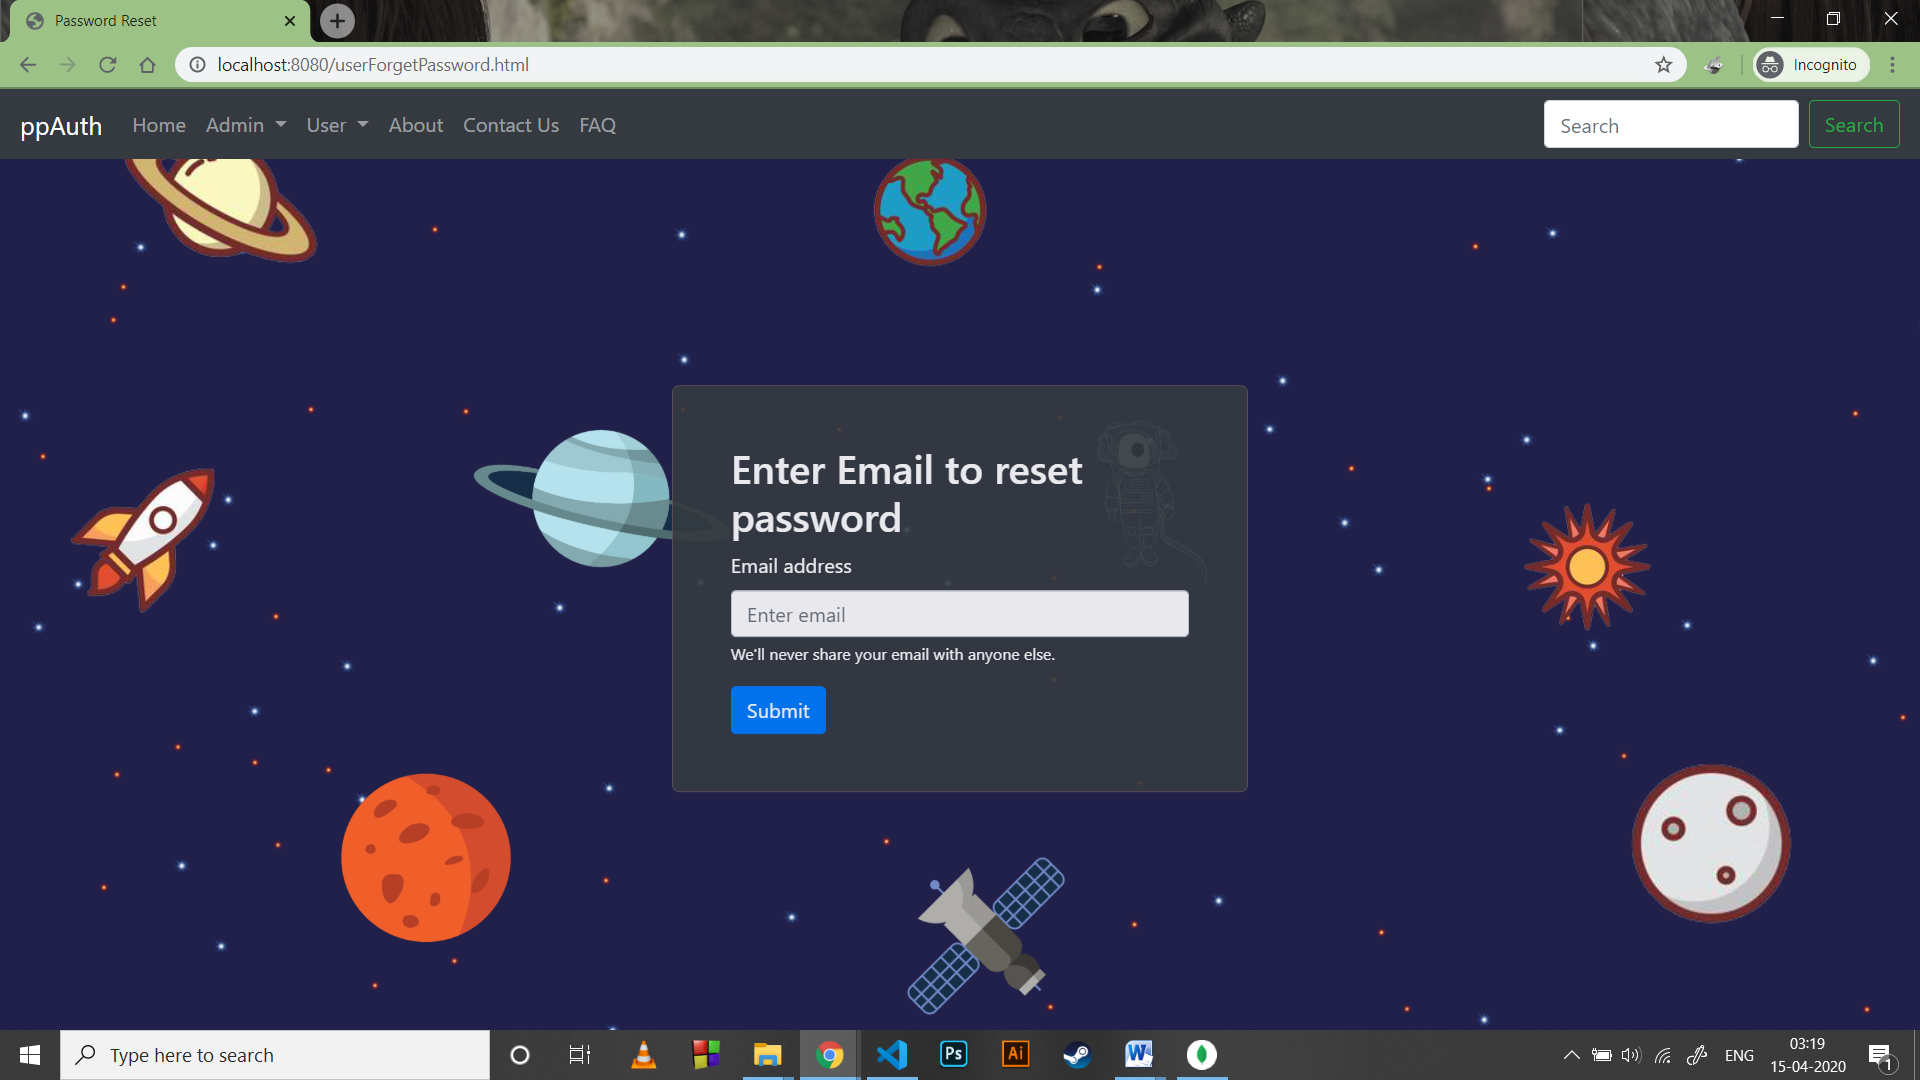 Password Reset
localhost:8080/userForgetPassword.html
Incognito
ppAuth Home Admin User About Contact Us FAQ
Search Search
Enter Email to reset
password
Email address
Enter email
We'll never share your email with anyone else.
Submit
Type here to search
Ps
Ai
W
ENG
03:19
15-04-2020
1